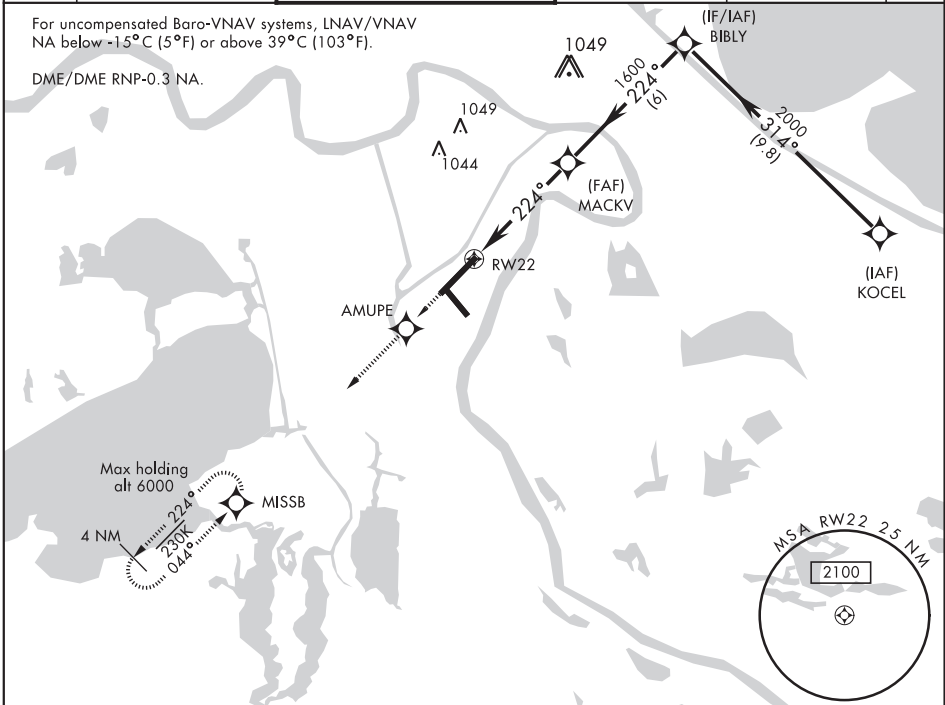 For uncompensated Baro-VNAV systems, LNAV/VNAV
NA below -15°C (5°F) or above 39°C (103°F).
DME/DME RNP-0.3 NA.
(IF/IAF)
BIBLY
1049
1600
224°
(6)
2000
314°
(9.8)
1049
1044
(FAF)
MACKV
224°
RW22
(IAF)
KOCEL
AMUPE
Max holding
alt 6000
224°
4 NM
230K
044°
MISSB
MSA RW22 25 NM
2100